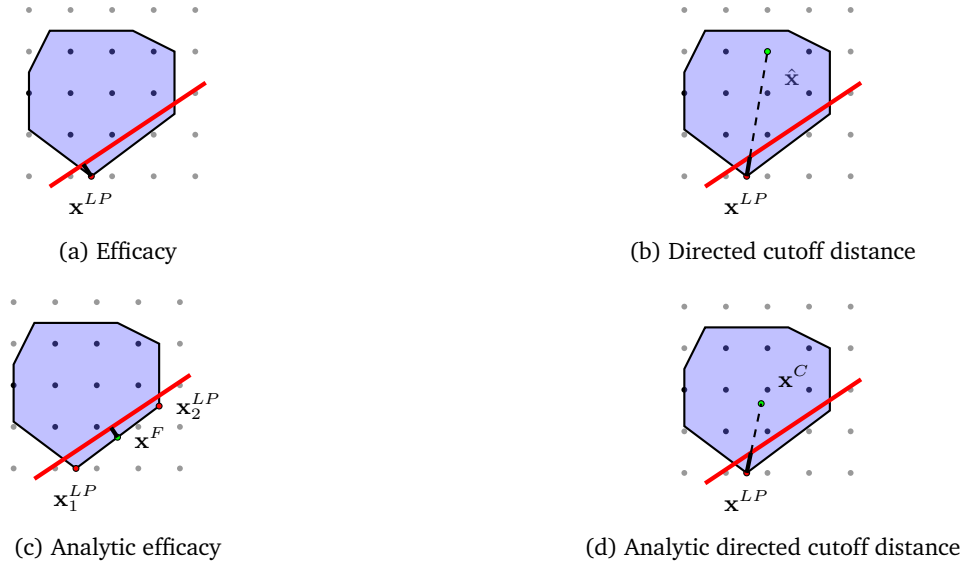 x̂
x^{LP}
x^{LP}
(a) Efficacy
(b) Directed cutoff distance
x^C
x_2^{LP}
x^F
x_1^{LP}
x^{LP}
(c) Analytic efficacy
(d) Analytic directed cutoff distance